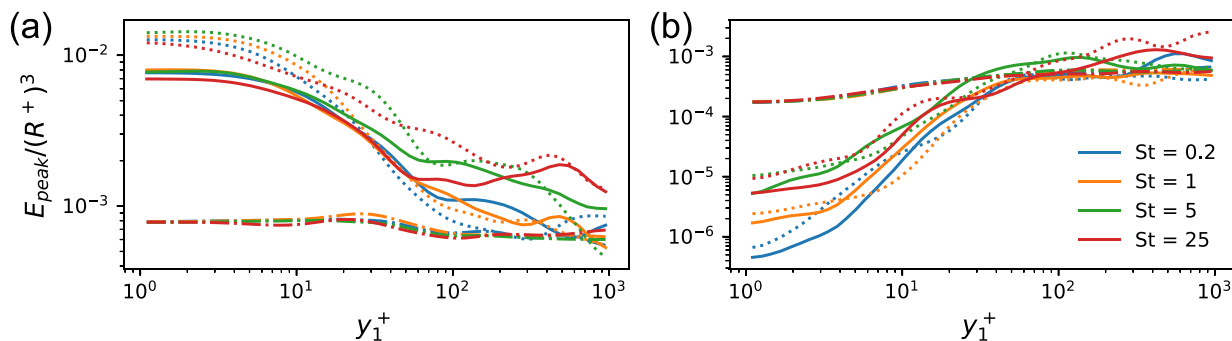 (a)
(b)
E_peak/(R^+)^3
10^-2
10^-3
10^0
10^1
10^2
10^3
y_1^+
10^-3
10^-4
10^-5
10^-6
10^0
10^1
10^2
10^3
y_1^+
St = 0.2
St = 1
St = 5
St = 25